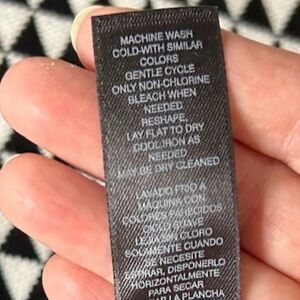 MACHINE WASH
COLD-WITH SIMILAR
COLORS
GENTLE CYCLE
ONLY NON-CHLORINE
BLEACH WHEN
NEEDED
RESHAPE,
LAY FLAT TO DRY
COOL IRON AS
NEEDED
MAY BE DRY CLEANED
LAVADO FRIO A
MAQUINA CON
COLORES PARECIDOS
CICLO SUAVE
LEJIA SIN CLORO
SOLAMENTE CUANDO
SE NECESITE
ESTIRAR, DISPONERLO
HORIZONTALMENTE
PARA SECAR
LA PLANCHA